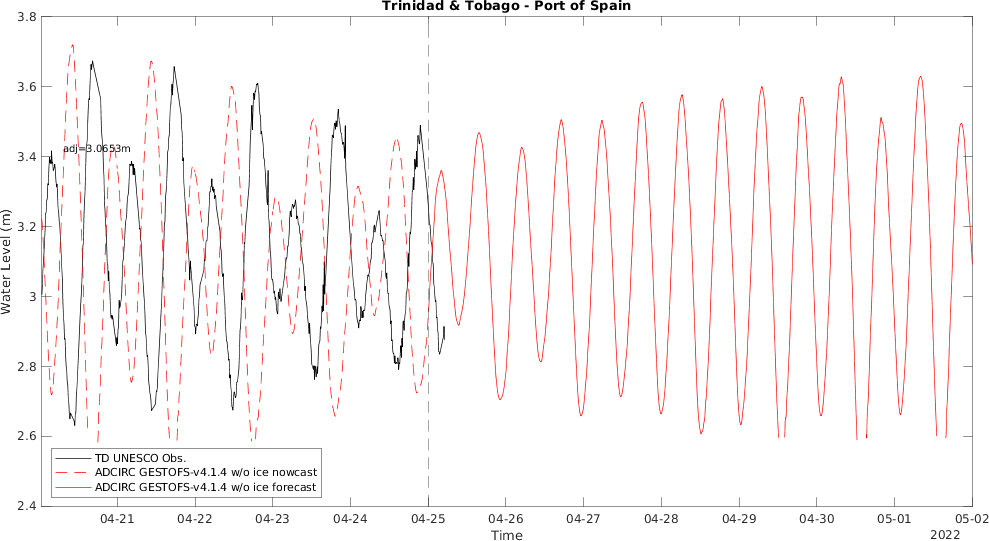 Trinidad & Tobago - Port of Spain
3.8
3.6
3.4
3.2
3
2.8
2.6
2.4
Water Level (m)
adj=3.0653m
TD UNESCO Obs.
ADCIRC GESTOFS-v4.1.4 w/o ice nowcast
ADCIRC GESTOFS-v4.1.4 w/o ice forecast
04-21 04-22 04-23 04-24 04-25 04-26 04-27 04-28 04-29 04-30 05-01 05-02
Time
2022